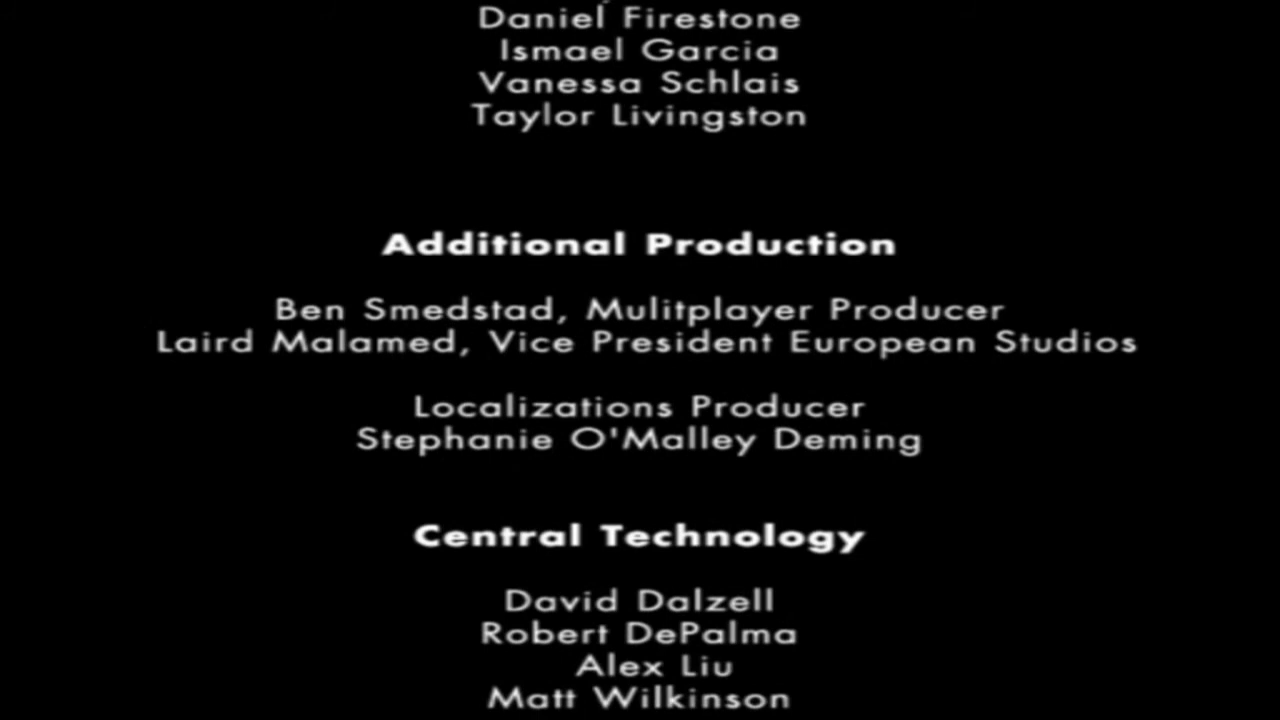 Daniel Firestone
Ismael Garcia
Vanessa Schlais
Taylor Livingston
Additional Production
Ben Smedstad, Mulitplayer Producer
Laird Malamed, Vice President European Studios
Localizations Producer
Stephanie O'Malley Deming
Central Technology
David Dalzell
Robert DePalma
Alex Liu
Matt Wilkinson